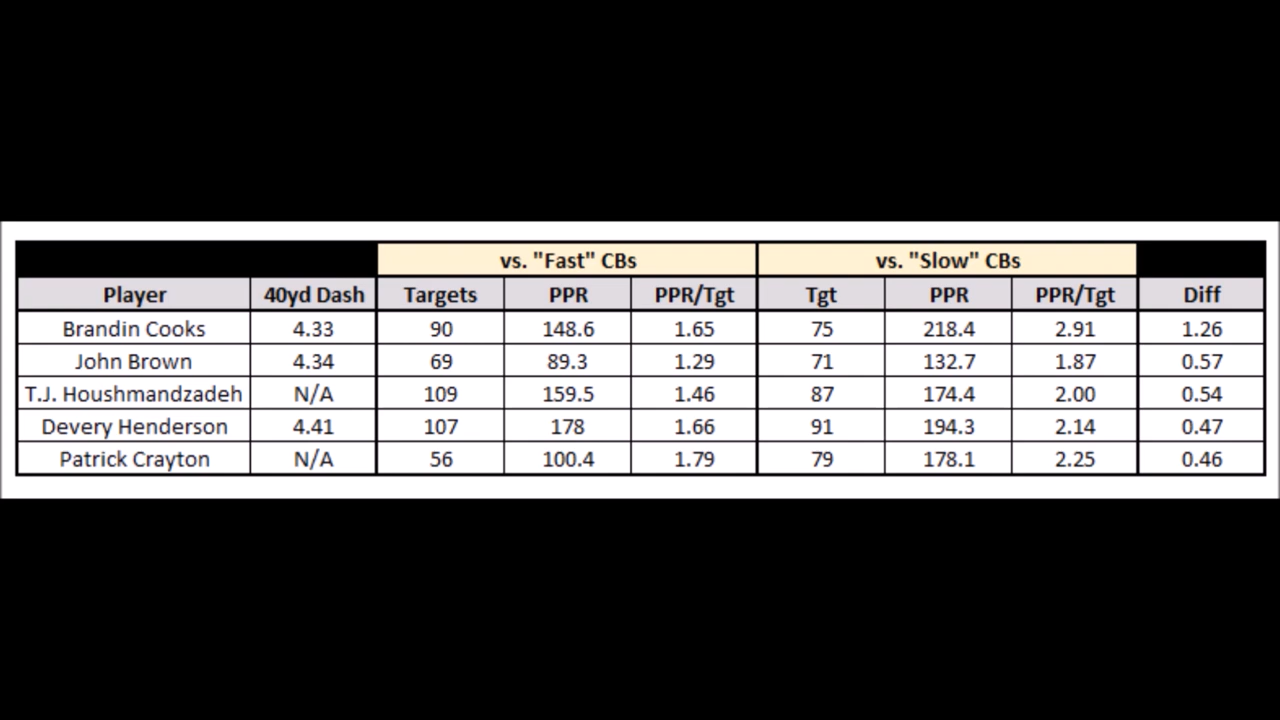 vs. "Fast" CBs vs. "Slow" CBs
Player 40yd Dash Targets PPR PPR/Tgt Tgt PPR PPR/Tgt Diff
Brandin Cooks 4.33 90 148.6 1.65 75 218.4 2.91 1.26
John Brown 4.34 69 89.3 1.29 71 132.7 1.87 0.57
T.J. Houshmandzadeh N/A 109 159.5 1.46 87 174.4 2.00 0.54
Devery Henderson 4.41 107 178 1.66 91 194.3 2.14 0.47
Patrick Crayton N/A 56 100.4 1.79 79 178.1 2.25 0.46